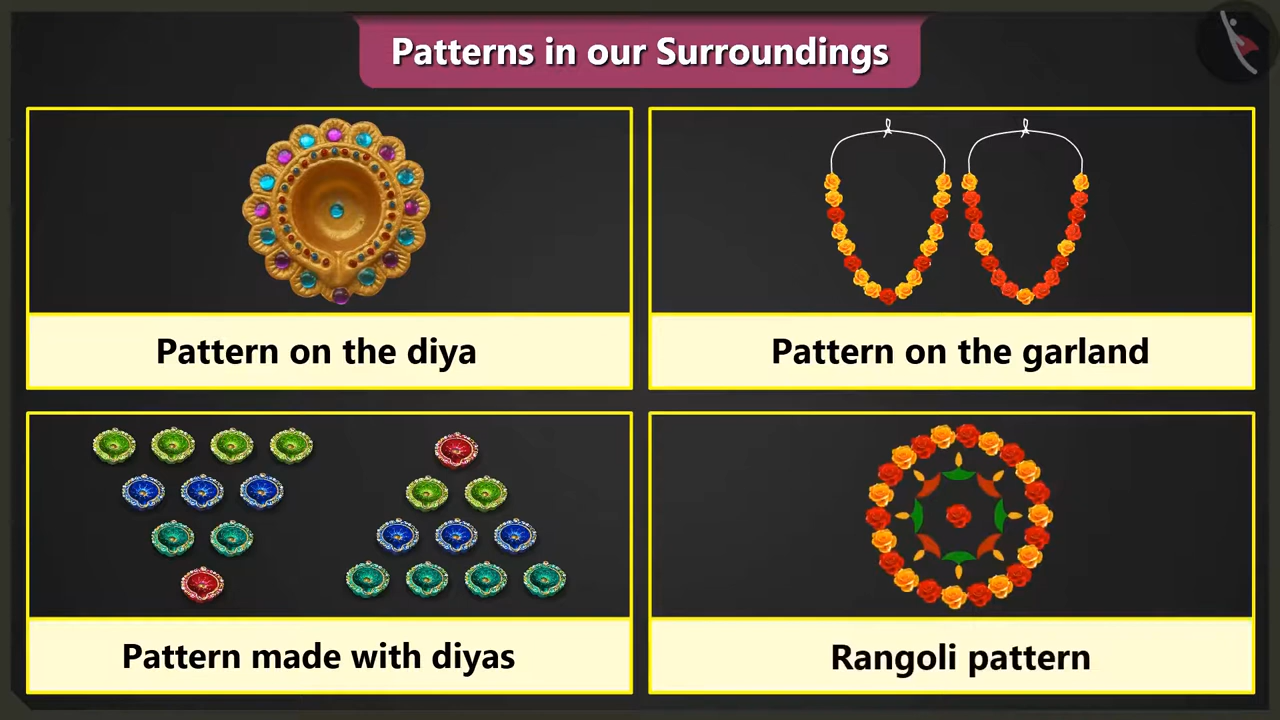 Patterns in our Surroundings
Pattern on the diya
Pattern on the garland
Pattern made with diyas
Rangoli pattern